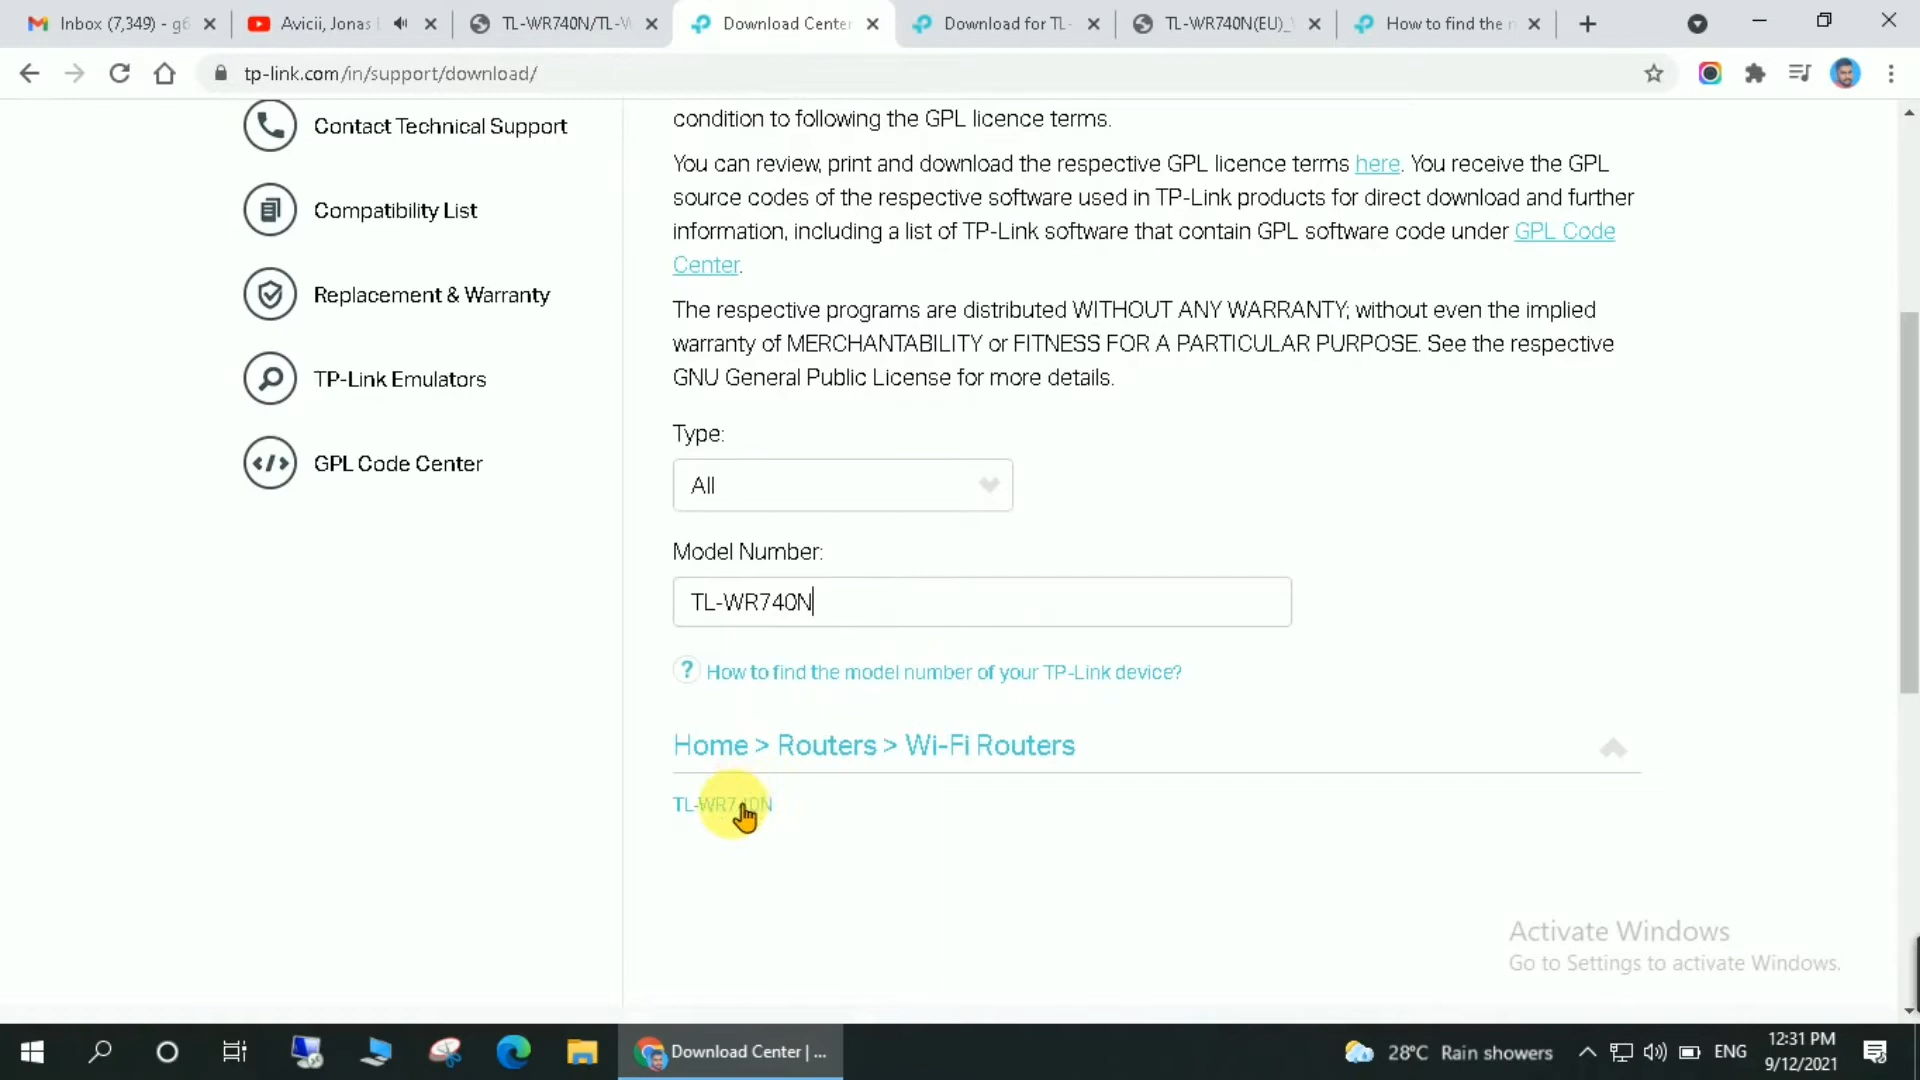 Inbox (7,349) - g6
Avicii, Jonas
TL-WR740N/TL-W
Download Center
Download for TL-
TL-WR740N(EU)_
How to find the
tp-link.com/in/support/download/
Contact Technical Support
Compatibility List
Replacement & Warranty
TP-Link Emulators
GPL Code Center
condition to following the GPL licence terms.
You can review, print and download the respective GPL licence terms here. You receive the GPL
source codes of the respective software used in TP-Link products for direct download and further
information, including a list of TP-Link software that contain GPL software code under GPL Code
Center.
The respective programs are distributed WITHOUT ANY WARRANTY; without even the implied
warranty of MERCHANTABILITY or FITNESS FOR A PARTICULAR PURPOSE. See the respective
GNU General Public License for more details.
Type:
All
Model Number:
TL-WR740N
? How to find the model number of your TP-Link device?
Home > Routers > Wi-Fi Routers
TL-WR740N
Activate Windows
Go to Settings to activate Windows.
Download Center | ...
28°C Rain showers
ENG
12:31 PM
9/12/2021